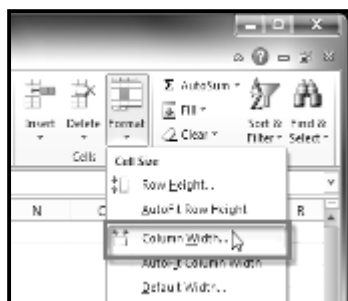 Σ AutoSum
Insert Delete Format Fill Sort & Find &
Clear Filter Select
Cells
Cell Size
Row Height...
AutoFit Row Height
N R
Column Width...
AutoFit Column Width
Default Width...